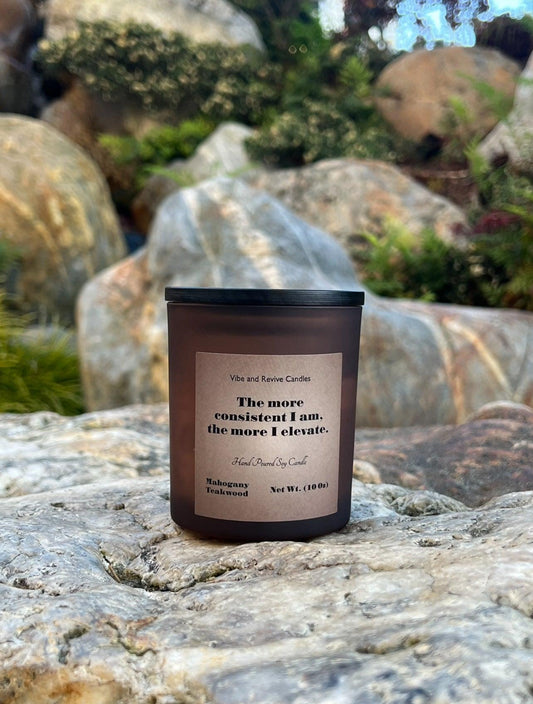 Vibe and Revive Candles
The more
consistent I am,
the more I elevate.
Hand Poured Soy Candle
Mahogany
Teakwood
Net Wt. (10 Oz)